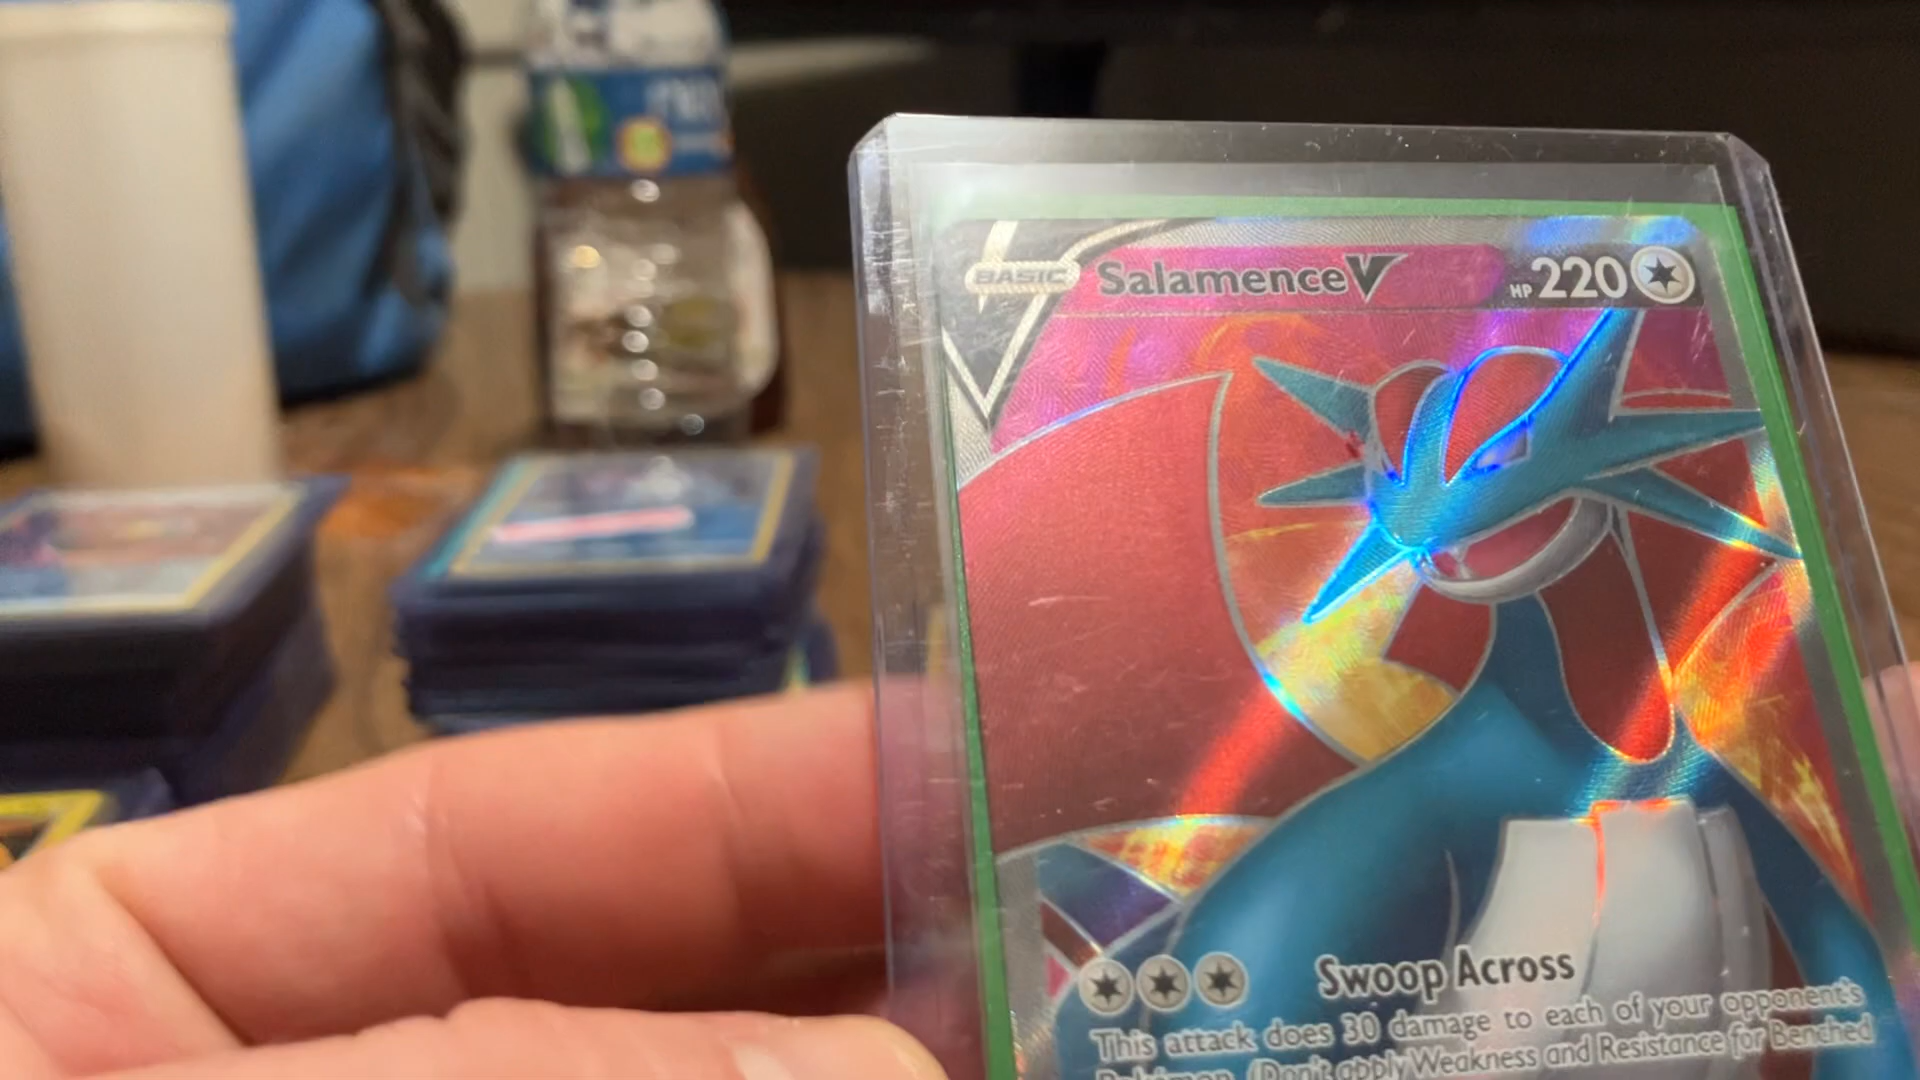 BASIC SalamenceV HP 220
Swoop Across
This attack does 30 damage to each of your opponent's
Pokémon. (Don't apply Weakness and Resistance for Benched